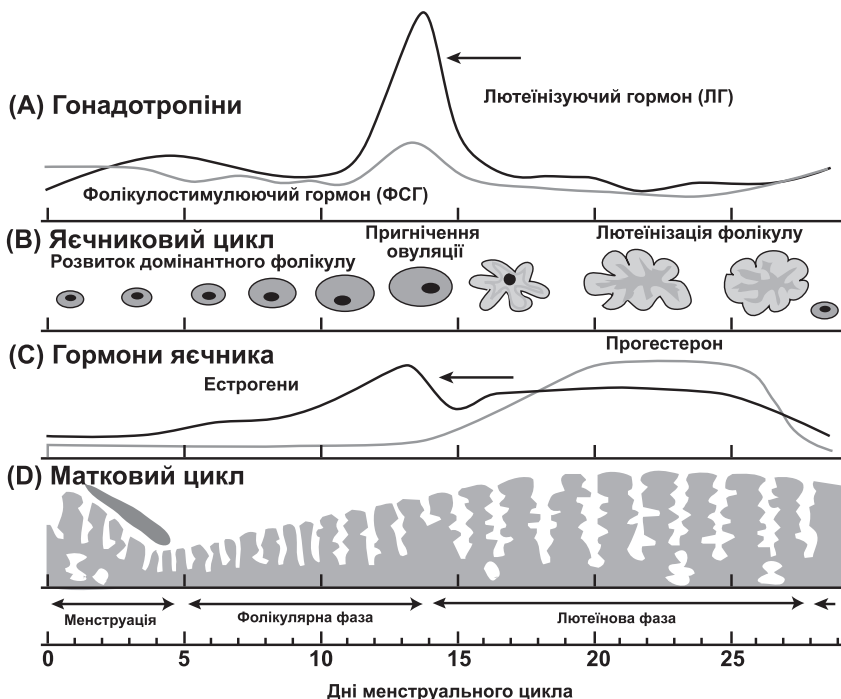 (A) Гонадотропіни
Лютеїнізуючий гормон (ЛГ)
Фолікулостимулюючий гормон (ФСГ)
(B) Яєчниковий цикл
Розвиток домінантного фолікулу
Пригнічення
овуляції
Лютеїнізація фолікулу
(C) Гормони яєчника
Естрогени
Прогестерон
(D) Матковий цикл
Менструація
Фолікулярна фаза
Лютеїнова фаза
0 5 10 15 20 25
Дні менструального цикла